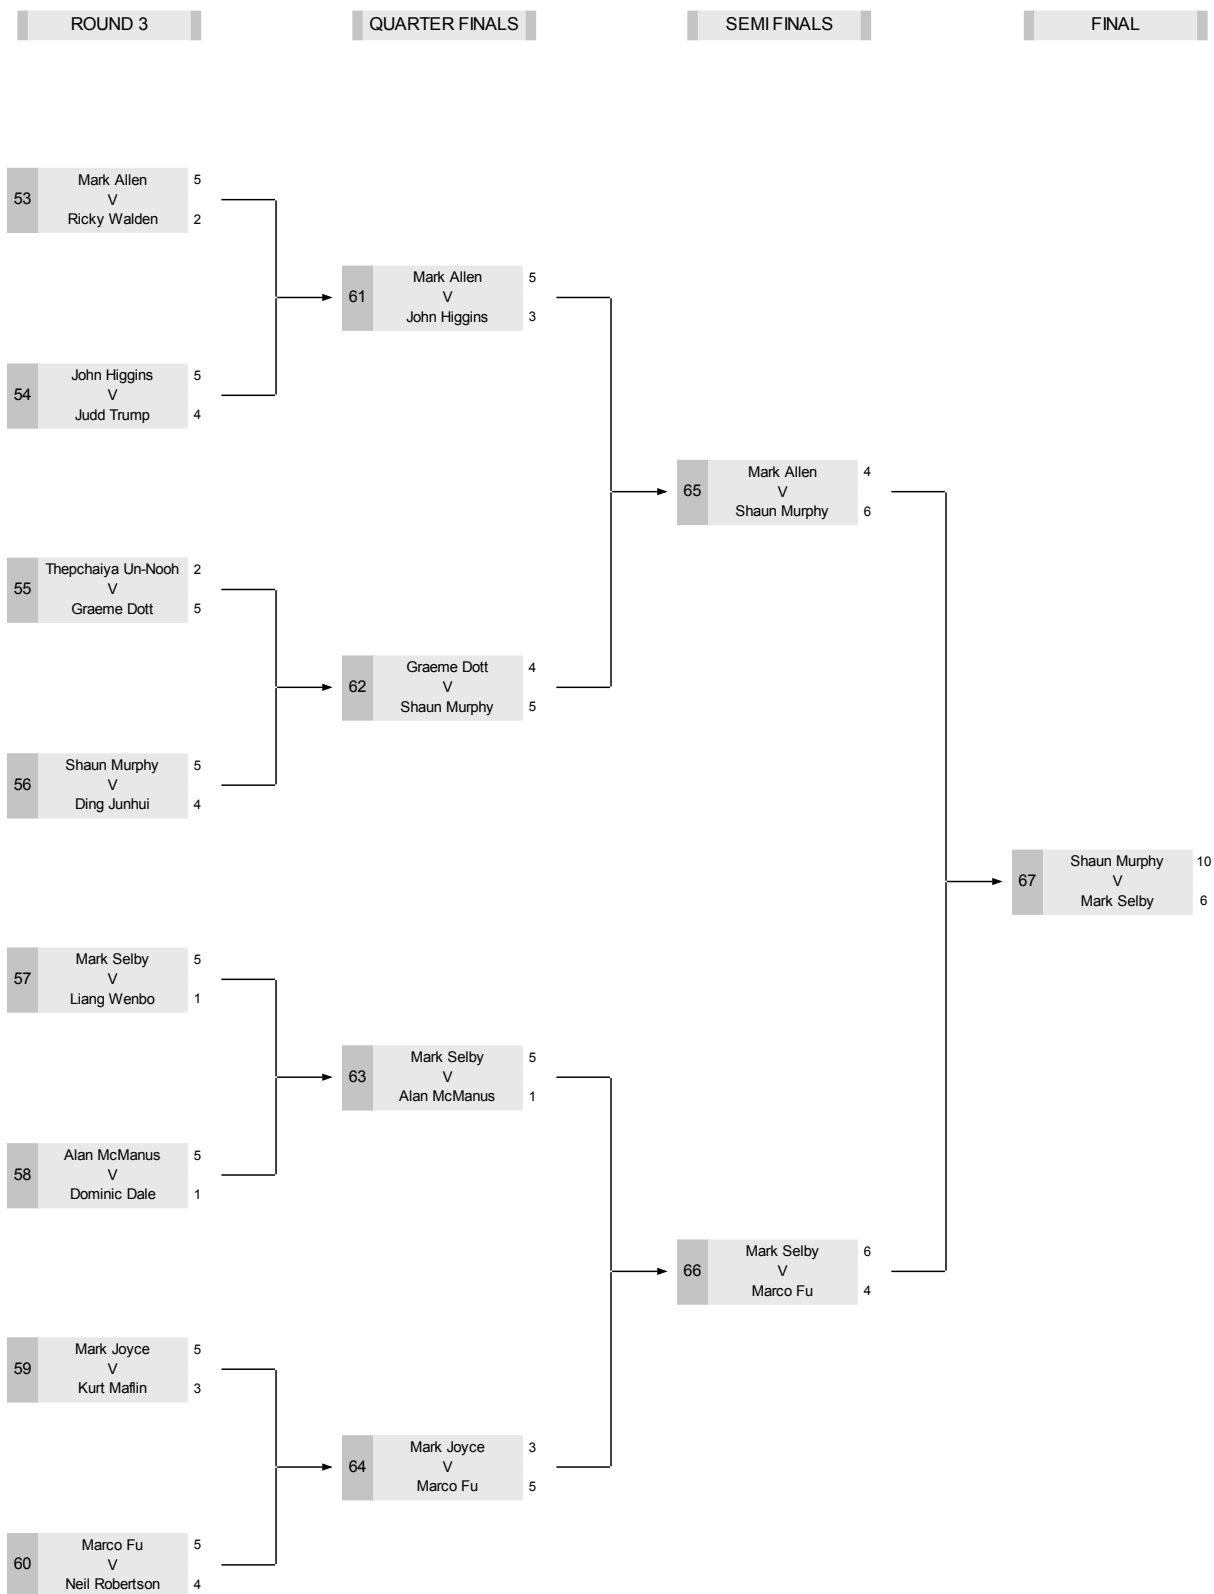 ROUND 3
QUARTER FINALS
SEMI FINALS
FINAL
53
Mark Allen 5
V
Ricky Walden 2
54
John Higgins 5
V
Judd Trump 4
55
Thepchaiya Un-Nooh 2
V
Graeme Dott 5
56
Shaun Murphy 5
V
Ding Junhui 4
57
Mark Selby 5
V
Liang Wenbo 1
58
Alan McManus 5
V
Dominic Dale 1
59
Mark Joyce 5
V
Kurt Maflin 3
60
Marco Fu 5
V
Neil Robertson 4
61
Mark Allen 5
V
John Higgins 3
62
Graeme Dott 4
V
Shaun Murphy 5
63
Mark Selby 5
V
Alan McManus 1
64
Mark Joyce 3
V
Marco Fu 5
65
Mark Allen 4
V
Shaun Murphy 6
66
Mark Selby 6
V
Marco Fu 4
67
Shaun Murphy 10
V
Mark Selby 6